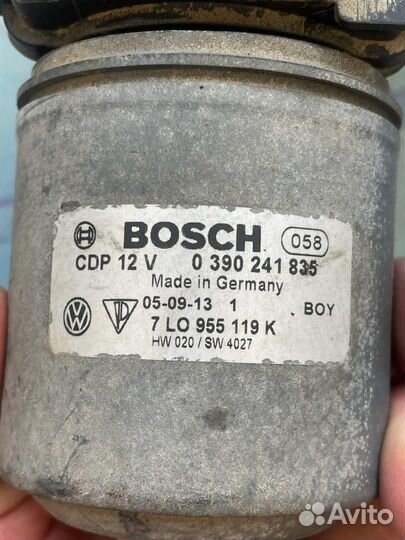 BOSCH 058
CDP 12 V 0 390 241 835
Made in Germany
05-09-13 1 BOY
7 LO 955 119 K
HW 020 / SW 4027
Avito